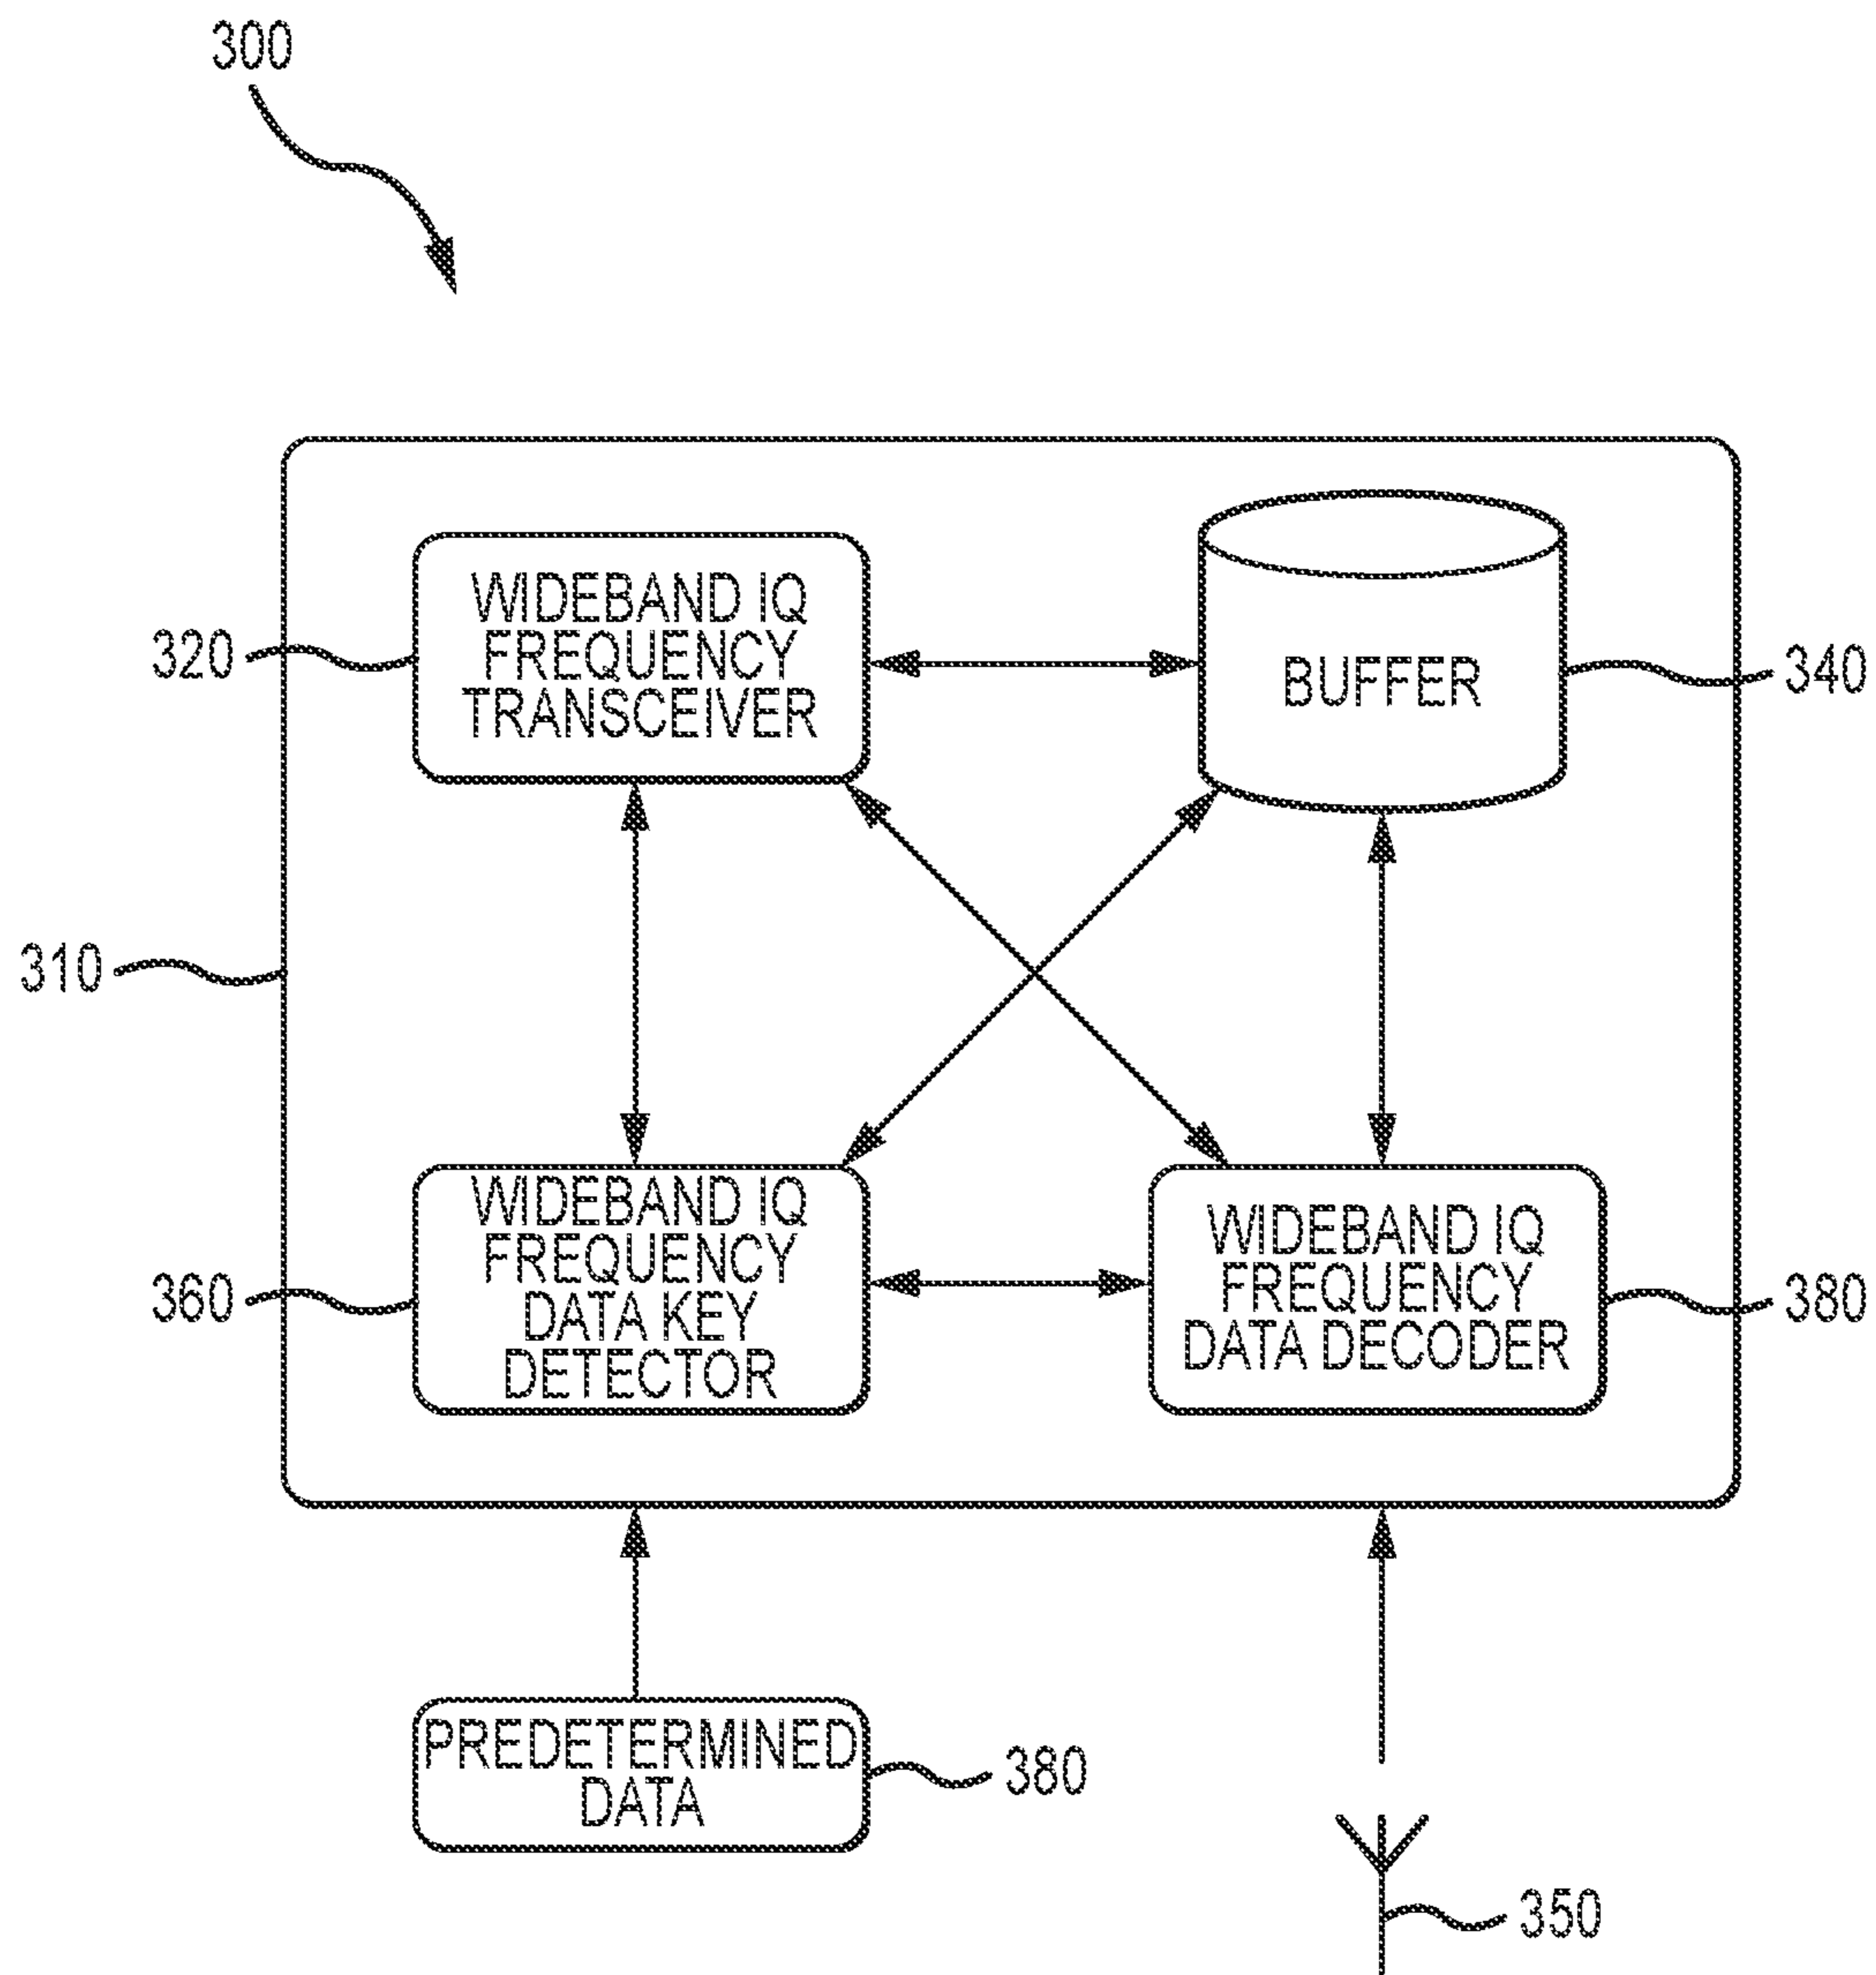 300
WIDEBAND IQ
FREQUENCY
TRANSCEIVER
320
BUFFER
340
310
WIDEBAND IQ
FREQUENCY
DATA KEY
DETECTOR
360
WIDEBAND IQ
FREQUENCY
DATA DECODER
380
PREDETERMINED
DATA
380
350